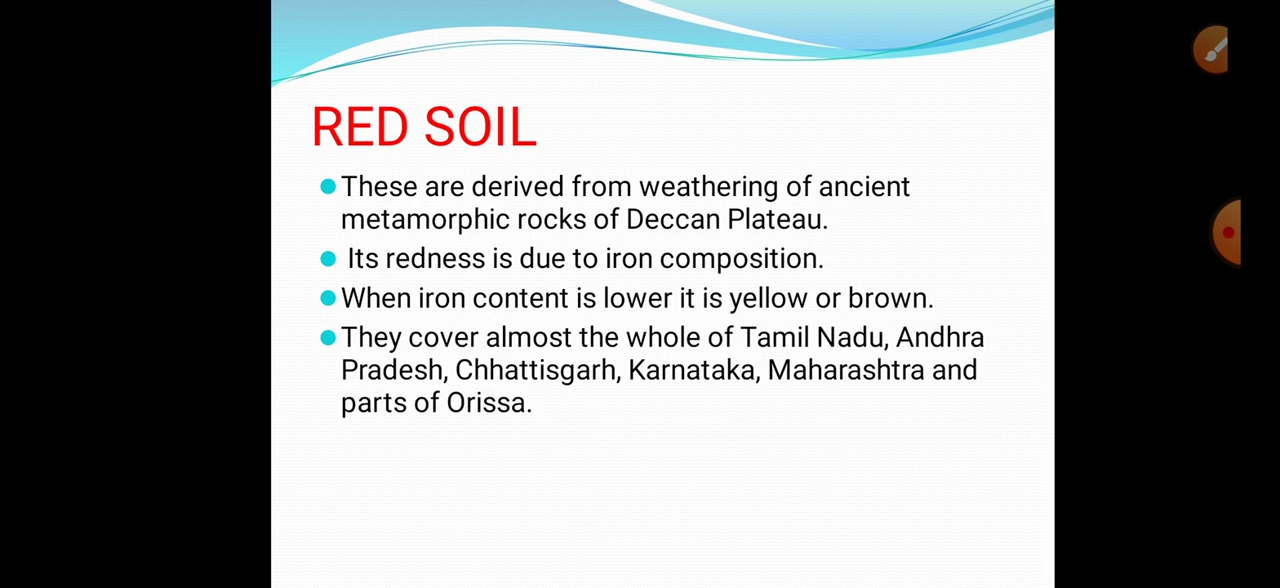 RED SOIL
These are derived from weathering of ancient
metamorphic rocks of Deccan Plateau.
Its redness is due to iron composition.
When iron content is lower it is yellow or brown.
They cover almost the whole of Tamil Nadu, Andhra
Pradesh, Chhattisgarh, Karnataka, Maharashtra and
parts of Orissa.